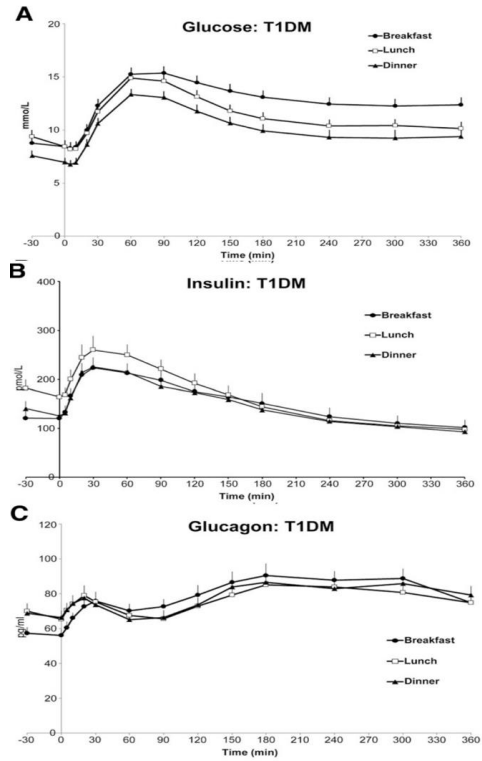 A
Glucose: T1DM
20
15
10
5
0
mmo/L
Breakfast
Lunch
Dinner
-30 0 30 60 90 120 150 180 210 240 270 300 330 360
Time (min)
B
Insulin: T1DM
400
300
200
100
0
pmol/L
Breakfast
Lunch
Dinner
-30 0 30 60 90 120 150 180 210 240 270 300 330 360
Time (min)
C
Glucagon: T1DM
120
100
80
60
40
20
0
pg/ml
Breakfast
Lunch
Dinner
-30 0 30 60 90 120 150 180 210 240 270 300 330 360
Time (min)